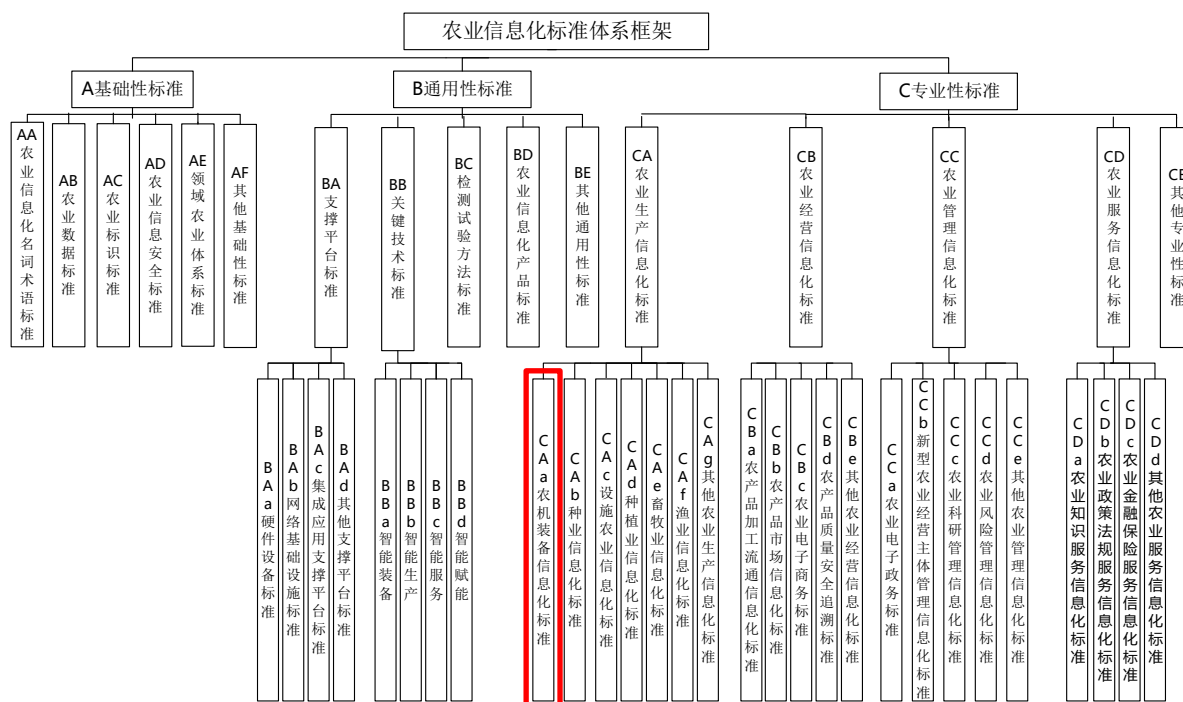 农业信息化标准体系框架
A基础性标准
B通用性标准
C专业性标准
AA农业信息化名词术语标准
AB农业数据标准
AC农业标识标准
AD农业信息安全标准
AE领域农业体系标准
AF其他基础性标准
BA支撑平台标准
BB关键技术标准
BC检测试验方法标准
BD农业信息化产品标准
BE其他通用性标准
CA农业生产信息化标准
CB农业经营信息化标准
CC农业管理信息化标准
CD农业服务信息化标准
CE其他专业性标准
BAa硬件设备标准
BAb网络基础设施标准
BAc集成应用支撑平台标准
BAd其他支撑平台标准
BBa智能装备
BBb智能生产
BBc智能服务
BBd智能赋能
CAa农机装备信息化标准
CAb种业信息化标准
CAc设施农业信息化标准
CAd种植业信息化标准
CAe畜牧业信息化标准
CAf渔业信息化标准
CAg其他农业生产信息化标准
CBa农产品加工流通信息化标准
CBb农产品市场信息化标准
CBc农业电子商务标准
CBd农产品质量安全追溯标准
CBe其他农业经营信息化标准
CCa农业电子政务标准
CCb新型农业经营主体管理信息化标准
CCc农业科研管理信息化标准
CCd农业风险管理信息化标准
CCe其他农业管理信息化标准
CDa农业知识服务信息化标准
CDb农业政策法规服务信息化标准
CDc农业金融保险服务信息化标准
CDd其他农业服务信息化标准